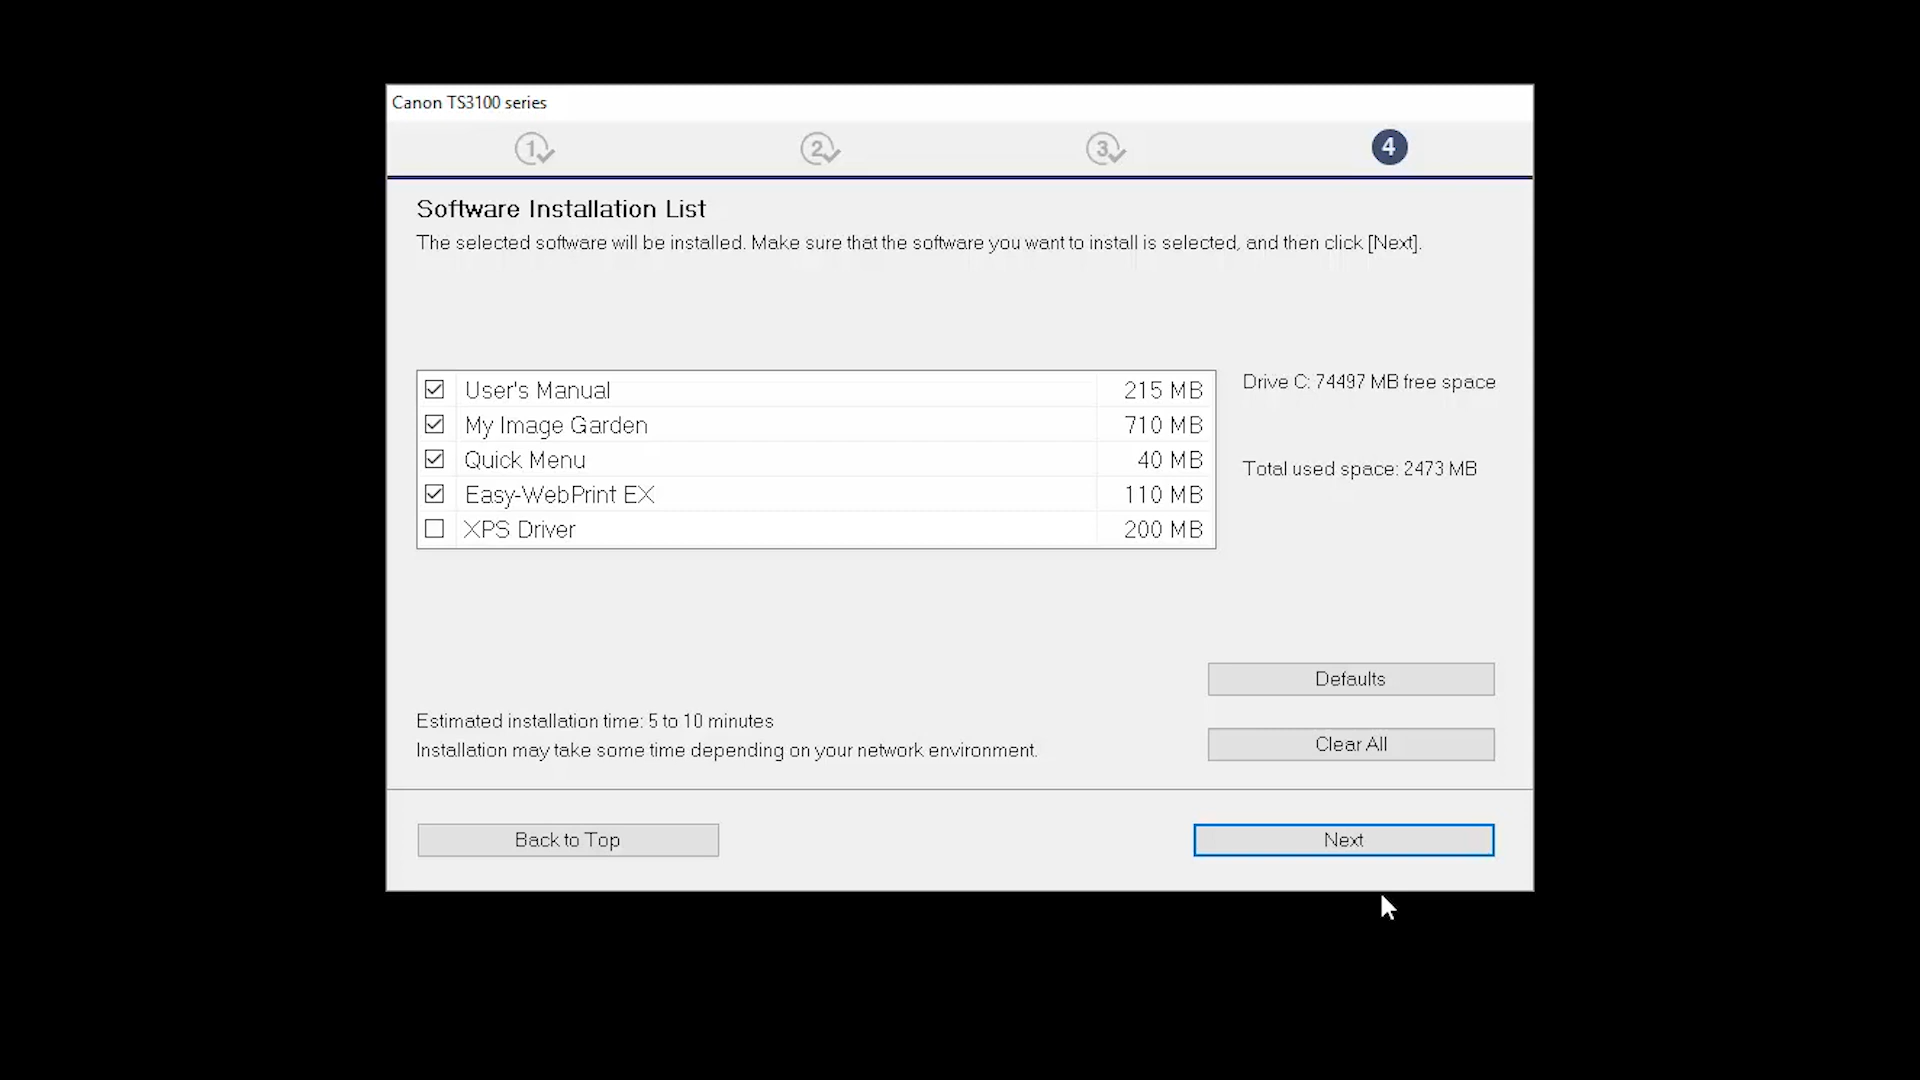 Canon TS3100 series
1
2
3
4
Software Installation List
The selected software will be installed. Make sure that the software you want to install is selected, and then click [Next].
User's Manual 215 MB
My Image Garden 710 MB
Quick Menu 40 MB
Easy-WebPrint EX 110 MB
XPS Driver 200 MB
Drive C: 74497 MB free space
Total used space: 2473 MB
Defaults
Estimated installation time: 5 to 10 minutes
Installation may take some time depending on your network environment.
Clear All
Back to Top
Next